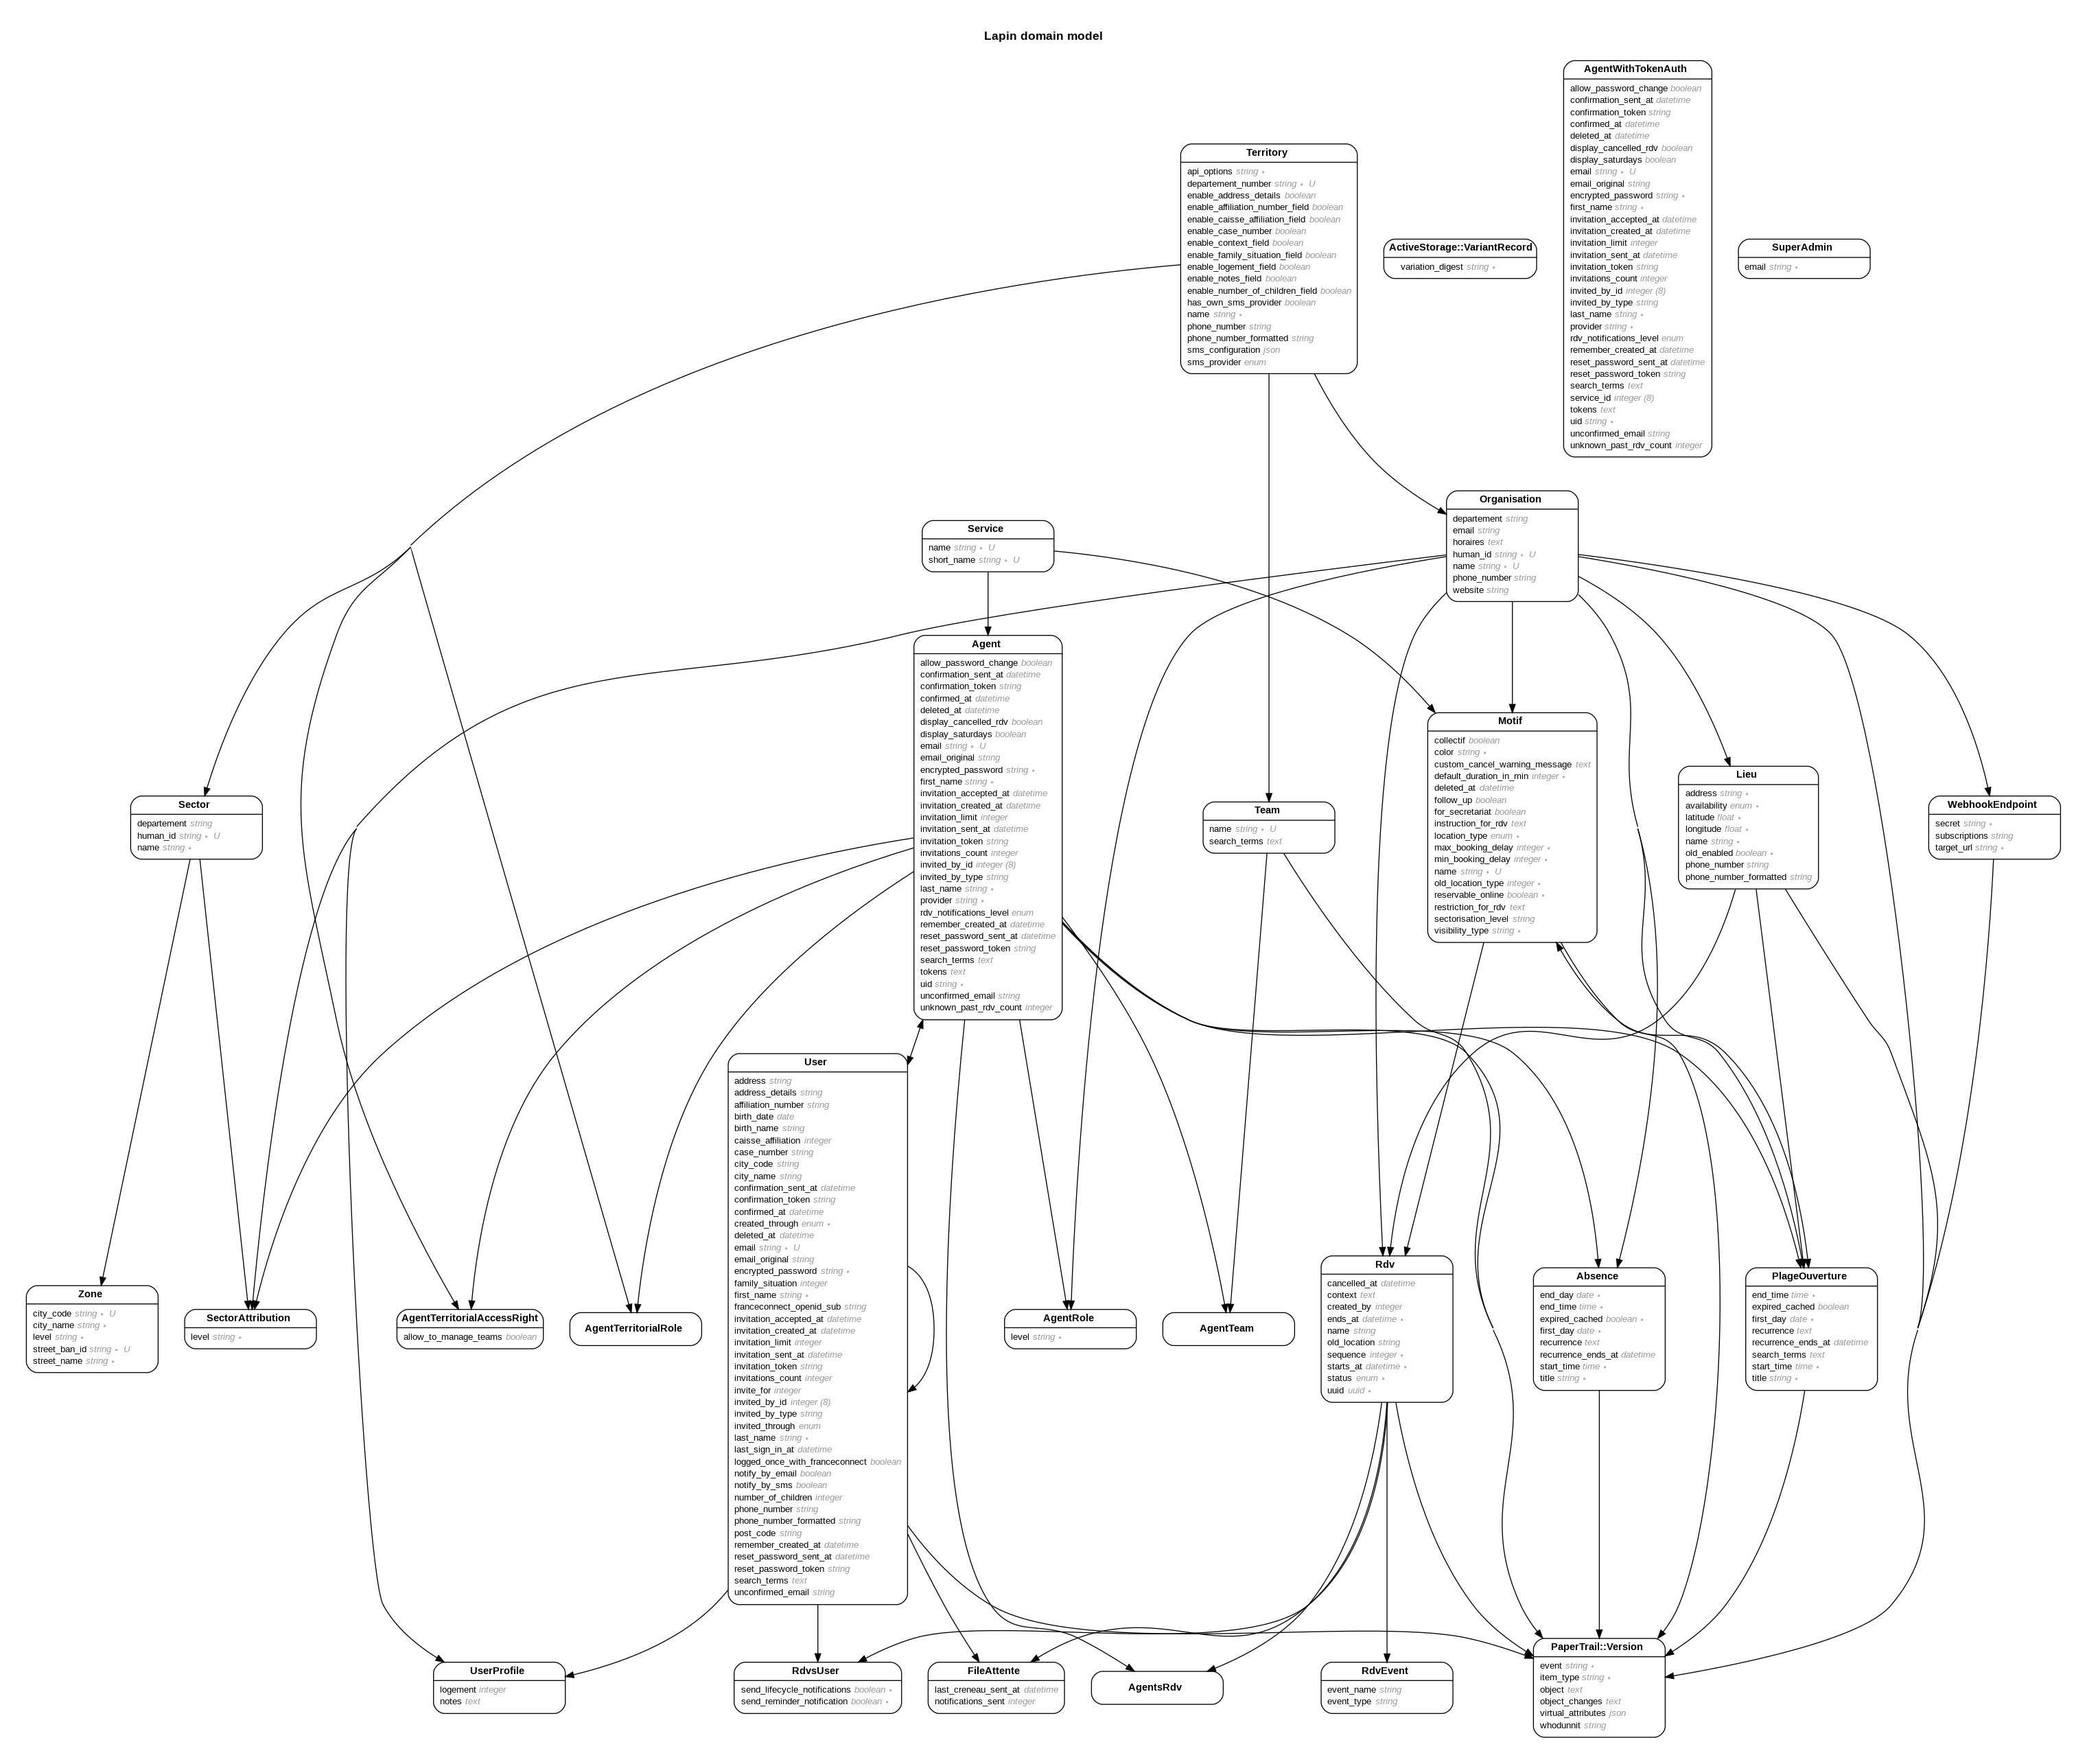 Lapin domain model
AgentWithTokenAuth
allow_password_change boolean
confirmation_sent_at datetime
confirmation_token string
confirmed_at datetime
deleted_at datetime
display_cancelled_rdv boolean
display_saturdays boolean
email string ∗ U
email_original string
encrypted_password string ∗
first_name string ∗
invitation_accepted_at datetime
invitation_created_at datetime
invitation_limit integer
invitation_sent_at datetime
invitation_token string
invitations_count integer
invited_by_id integer (8)
invited_by_type string
last_name string ∗
provider string ∗
rdv_notifications_level enum
remember_created_at datetime
reset_password_sent_at datetime
reset_password_token string
search_terms text
service_id integer (8)
tokens text
uid string ∗
unconfirmed_email string
unknown_past_rdv_count integer
Territory
api_options string ∗
departement_number string ∗ U
enable_address_details boolean
enable_affiliation_number_field boolean
enable_caisse_affiliation_field boolean
enable_case_number boolean
enable_context_field boolean
enable_family_situation_field boolean
enable_logement_field boolean
enable_notes_field boolean
enable_number_of_children_field boolean
has_own_sms_provider boolean
name string ∗
phone_number string
phone_number_formatted string
sms_configuration json
sms_provider enum
ActiveStorage::VariantRecord
variation_digest string ∗
SuperAdmin
email string ∗
Organisation
departement string
email string
horaires text
human_id string ∗ U
name string ∗ U
phone_number string
website string
Service
name string ∗ U
short_name string ∗ U
Agent
allow_password_change boolean
confirmation_sent_at datetime
confirmation_token string
confirmed_at datetime
deleted_at datetime
display_cancelled_rdv boolean
display_saturdays boolean
email string ∗ U
email_original string
encrypted_password string ∗
first_name string ∗
invitation_accepted_at datetime
invitation_created_at datetime
invitation_limit integer
invitation_sent_at datetime
invitation_token string
invitations_count integer
invited_by_id integer (8)
invited_by_type string
last_name string ∗
provider string ∗
rdv_notifications_level enum
remember_created_at datetime
reset_password_sent_at datetime
reset_password_token string
search_terms text
tokens text
uid string ∗
unconfirmed_email string
unknown_past_rdv_count integer
Motif
collectif boolean
color string ∗
custom_cancel_warning_message text
default_duration_in_min integer ∗
deleted_at datetime
follow_up boolean
for_secretariat boolean
instruction_for_rdv text
location_type enum ∗
max_booking_delay integer ∗
min_booking_delay integer ∗
name string ∗ U
old_location_type integer ∗
reservable_online boolean ∗
restriction_for_rdv text
sectorisation_level string
visibility_type string ∗
Lieu
address string ∗
availability enum ∗
latitude float ∗
longitude float ∗
name string ∗
old_enabled boolean ∗
phone_number string
phone_number_formatted string
Sector
departement string
human_id string ∗ U
name string ∗
Team
name string ∗ U
search_terms text
WebhookEndpoint
secret string ∗
subscriptions string
target_url string ∗
User
address string
address_details string
affiliation_number string
birth_date date
birth_name string
caisse_affiliation integer
case_number string
city_code string
city_name string
confirmation_sent_at datetime
confirmation_token string
confirmed_at datetime
created_through enum ∗
deleted_at datetime
email string ∗ U
email_original string
encrypted_password string ∗
family_situation integer
first_name string ∗
franceconnect_openid_sub string
invitation_accepted_at datetime
invitation_created_at datetime
invitation_limit integer
invitation_sent_at datetime
invitation_token string
invitations_count integer
invite_for integer
invited_by_id integer (8)
invited_by_type string
invited_through enum
last_name string ∗
last_sign_in_at datetime
logged_once_with_franceconnect boolean
notify_by_email boolean
notify_by_sms boolean
number_of_children integer
phone_number string
phone_number_formatted string
post_code string
remember_created_at datetime
reset_password_sent_at datetime
reset_password_token string
search_terms text
unconfirmed_email string
Zone
city_code string ∗ U
city_name string ∗
level string ∗
street_ban_id string ∗ U
street_name string ∗
SectorAttribution
level string ∗
AgentTerritorialAccessRight
allow_to_manage_teams boolean
AgentTerritorialRole
AgentRole
level string ∗
AgentTeam
Rdv
cancelled_at datetime
context text
created_by integer
ends_at datetime ∗
name string
old_location string
sequence integer ∗
starts_at datetime ∗
status enum ∗
uuid uuid ∗
Absence
end_day date ∗
end_time time ∗
expired_cached boolean ∗
first_day date ∗
recurrence text
recurrence_ends_at datetime
start_time time ∗
title string ∗
PlageOuverture
end_time time ∗
expired_cached boolean
first_day date ∗
recurrence text
recurrence_ends_at datetime
search_terms text
start_time time ∗
title string ∗
UserProfile
logement integer
notes text
RdvsUser
send_lifecycle_notifications boolean ∗
send_reminder_notification boolean ∗
FileAttente
last_creneau_sent_at datetime
notifications_sent integer
AgentsRdv
RdvEvent
event_name string
event_type string
PaperTrail::Version
event string ∗
item_type string ∗
object text
object_changes text
virtual_attributes json
whodunnit string